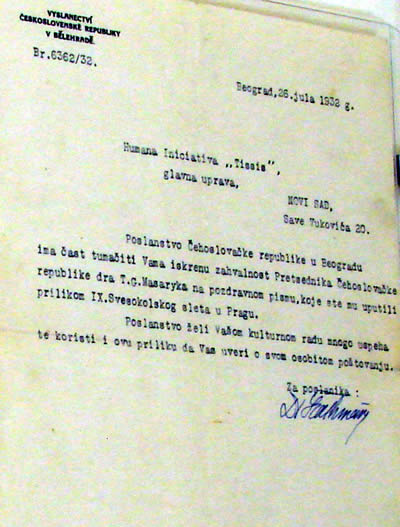 VYSLANECTVÍ
ČESKOSLOVENSKÉ REPUBLIKY
V BĚLEHRADĚ.
Br.6362/32.
Beograd,26.jula 1932 g.
Humana Iniciativa „Tissis",
glavna uprava,
NOVI SAD,
Save Vukovića 20.
Poslanstvo Čehoslovačke republike u Beogradu
ima čast tumačiti Vama iskrenu zahvalnost Pretsednika Čehoslovačke
republike dra T.G.Masaryka na pozdravnom pismu,koje ste mu uputili
prilikom IX.Svesokolskog sleta u Pragu.
Poslanstvo želi Vašom kulturnom radu mnogo uspeha
te koristi i ovu priliku da Vas uveri o svom osobitom poštovanju.
Za poslanika :